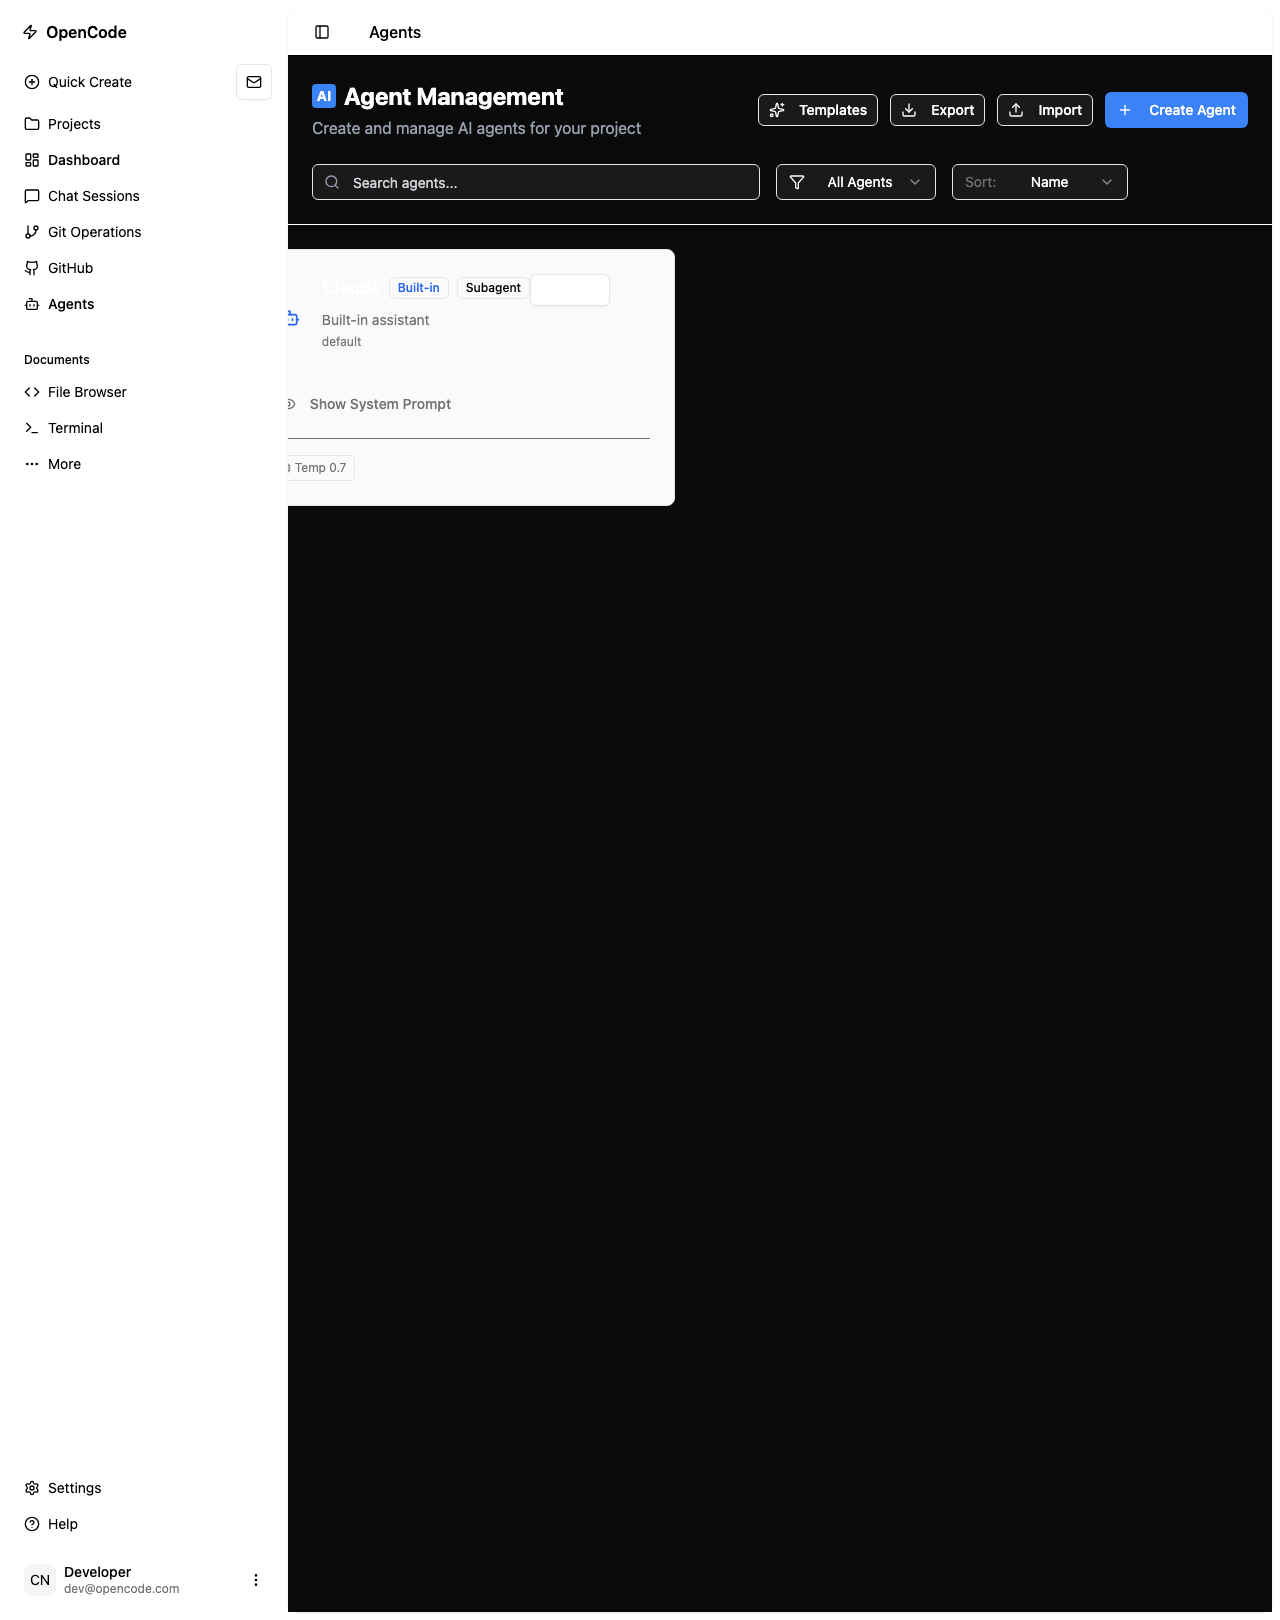 OpenCode
Quick Create
Projects
Dashboard
Chat Sessions
Git Operations
GitHub
Agents
Documents
File Browser
Terminal
More
Settings
Help
CN
Developer
dev@opencode.com
Agents
AI Agent Management
Create and manage AI agents for your project
Templates
Export
Import
Create Agent
Search agents...
All Agents
Sort: Name
Claude Built-in Subagent
Built-in assistant
default
Show System Prompt
Temp 0.7